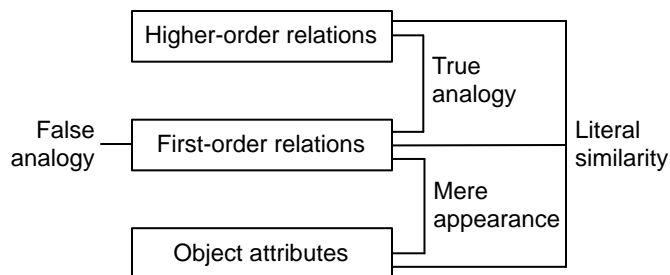 Higher-order relations
True
analogy
False
analogy
First-order relations
Literal
similarity
Mere
appearance
Object attributes